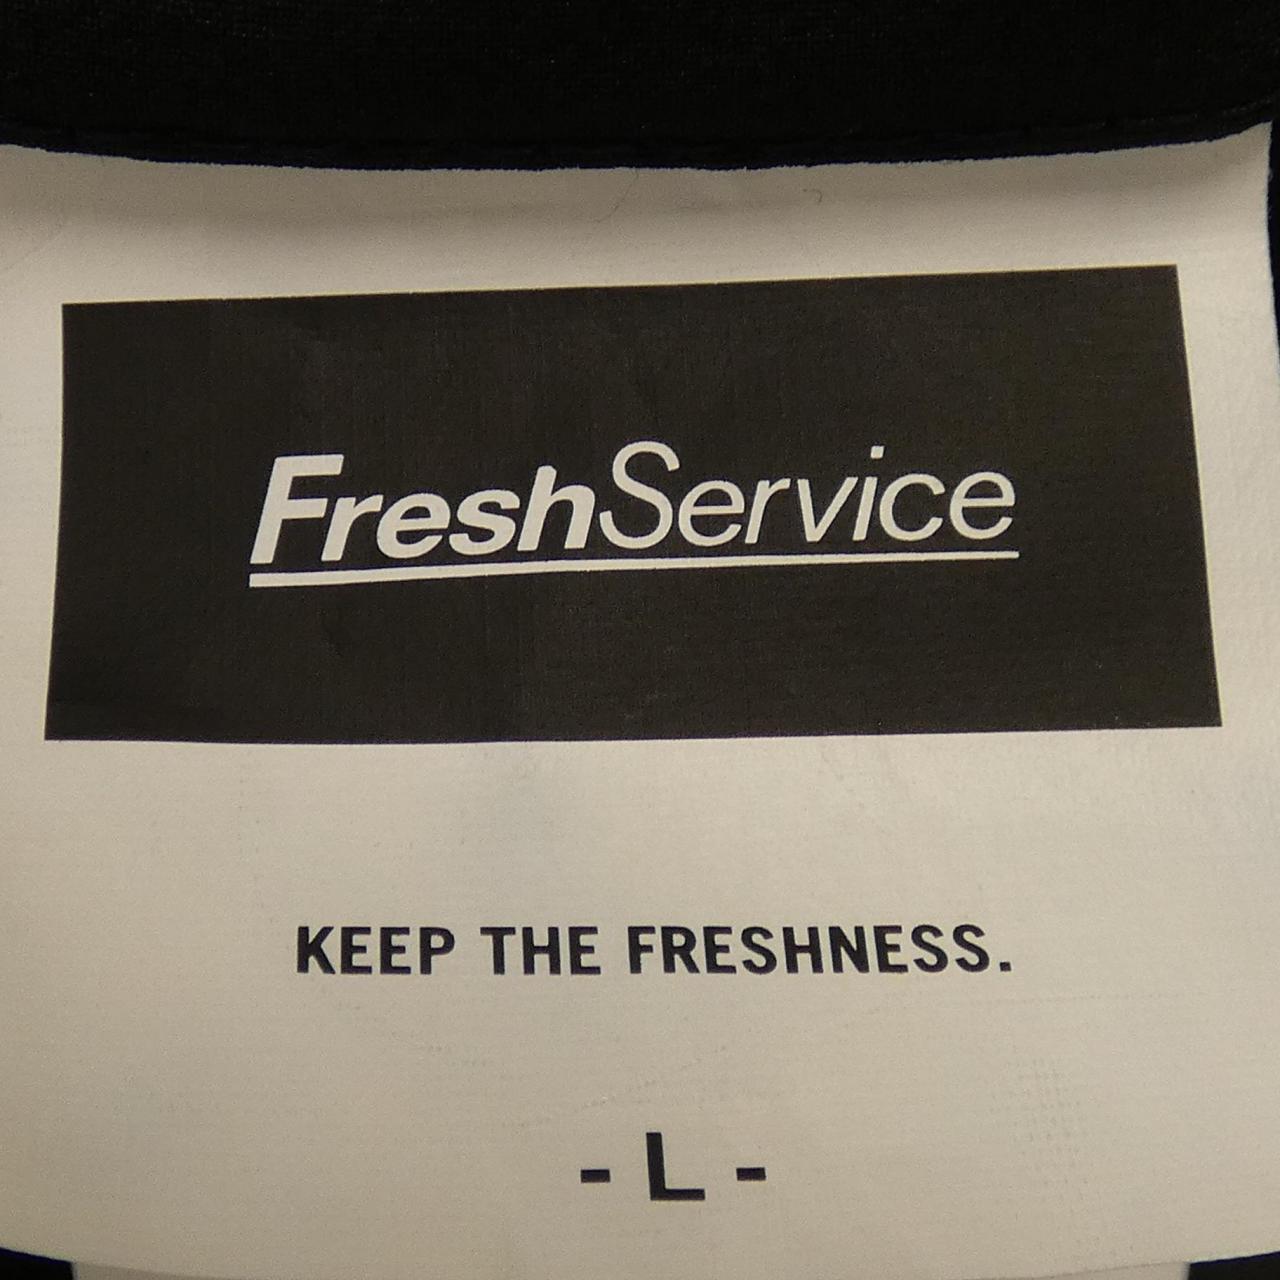 FreshService
KEEP THE FRESHNESS.
- L -